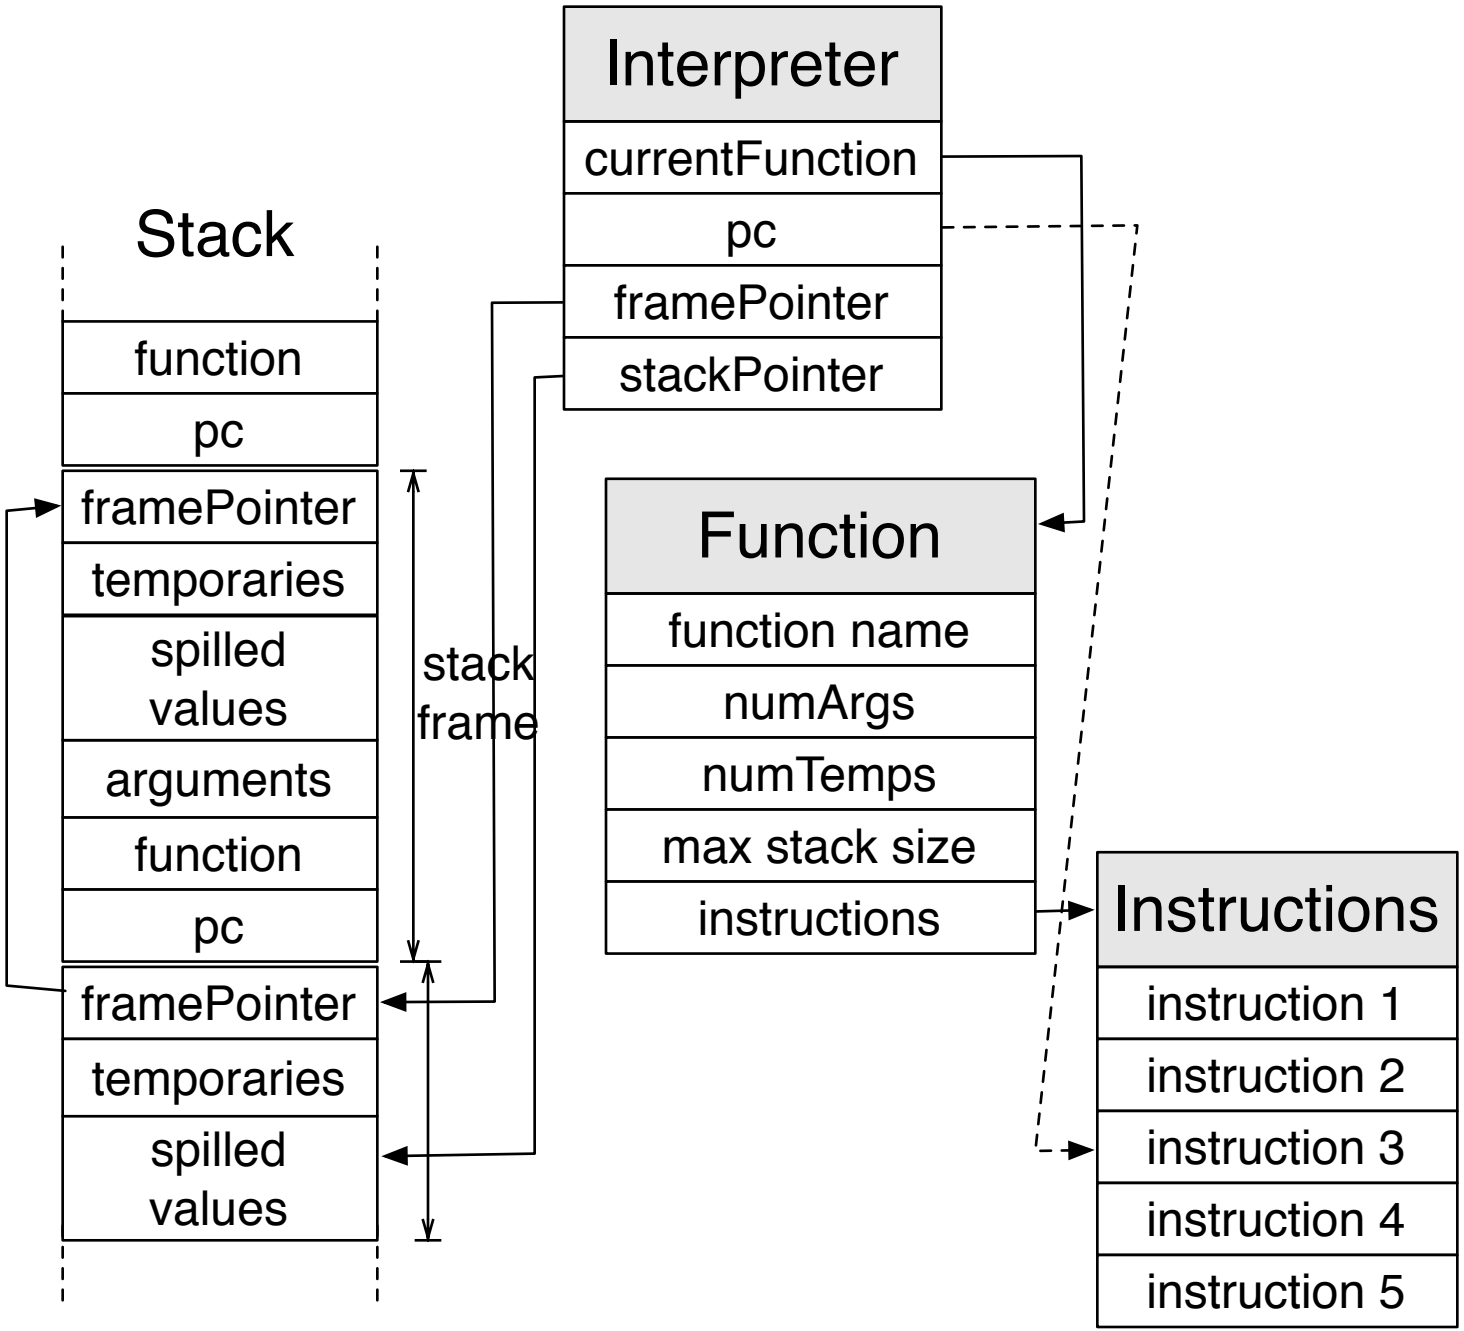 Interpreter
currentFunction
pc
framePointer
stackPointer
Stack
function
pc
framePointer
temporaries
spilled
values
arguments
function
pc
framePointer
temporaries
spilled
values
stack
frame
Function
function name
numArgs
numTemps
max stack size
instructions
Instructions
instruction 1
instruction 2
instruction 3
instruction 4
instruction 5